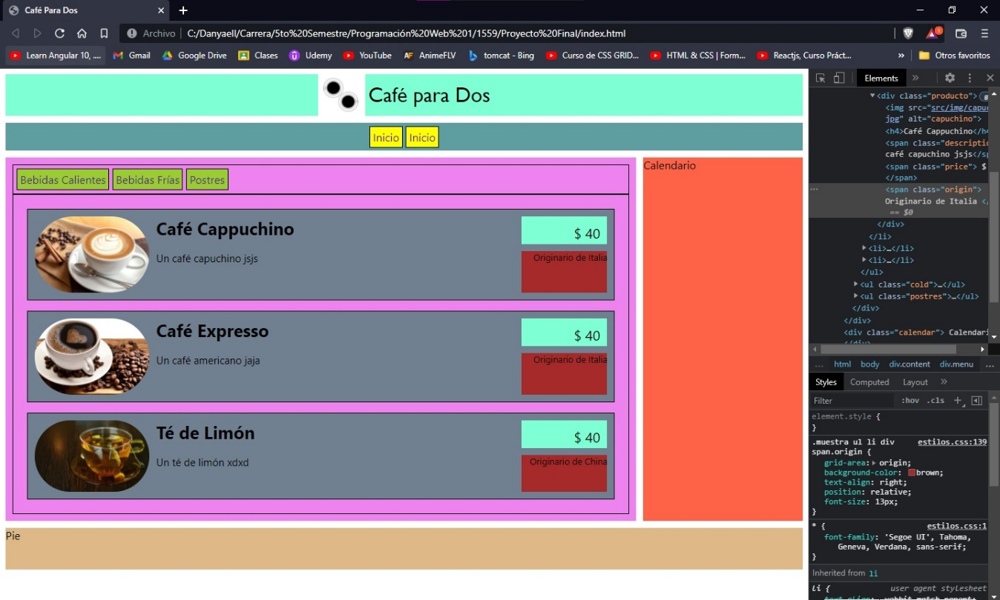 Café Para Dos
Archivo
C:/Danyaell/Carrera/5to%20Semestre/Programación%20Web%201/1559/Proyecto%20Final/index.html
1
Learn Angular 10, ....
Gmail
Google Drive
Clases
Udemy
YouTube
AF AnimeFLV
tomcat - Bing
Curso de CSS GRID...
HTML & CSS | Form...
Reactjs, Curso Práct...
»
Otros favoritos
Café para Dos
Inicio Inicio
Bebidas Calientes Bebidas Frías Postres
Calendario
Café Cappuchino
$ 40
Un café capuchino jsjs
Originario de Italia
Café Expresso
$ 40
Un café americano jaja
Originario de Italia
Té de Limón
$ 40
Un té de limón xdxd
Originario de China
Pie
Elements »
<div class="producto">
<img src="src/img/capu
jpg" alt="capuchino">
<h4>Café Cappuchino</h4
<span class="descripti
café capuchino jsjs</sp
<span class="price"> $
</span>
<span class="origin">
Originario de Italia </
== $0
</div>
</li>
<li>…</li>
<li>…</li>
</ul>
<ul class="cold">…</ul>
<ul class="postres">…</ul>
</div>
</div>
<div class="calendar"> Calendari
</div>
... html body div.content div.menu ...
Styles Computed Layout »
Filter :hov .cls +
element.style {
}
.muestra ul li div estilos.css:139
span.origin {
grid-area: origin;
background-color: brown;
text-align: right;
position: relative;
font-size: 13px;
}
* { estilos.css:1
font-family: 'Segoe UI', Tahoma,
Geneva, Verdana, sans-serif;
}
Inherited from li
li { user agent stylesheet
text-align: -webkit-match-parent;